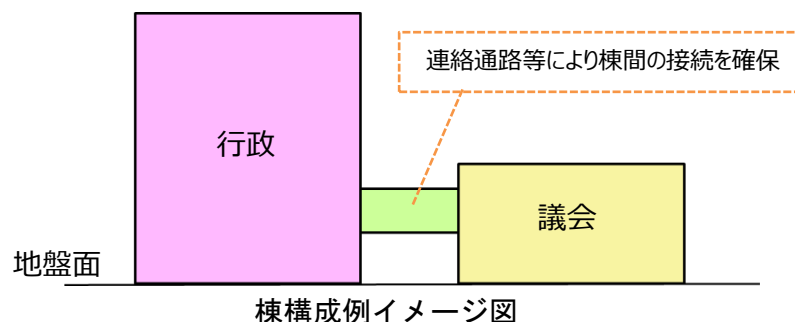 連絡通路等により棟間の接続を確保
行政
議会
地盤面
棟構成例イメージ図